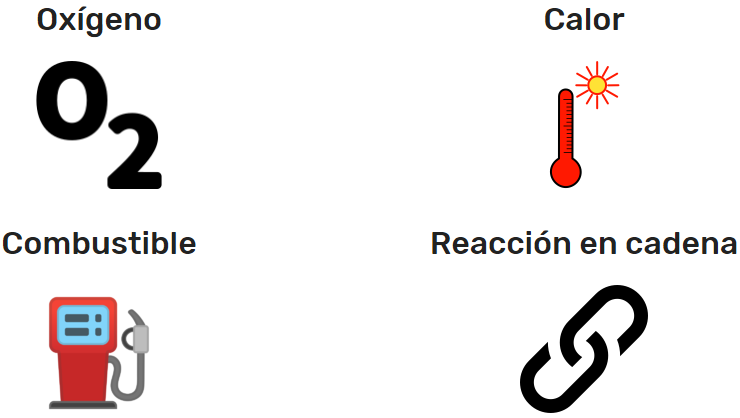 Oxígeno
Calor
O2
Combustible
Reacción en cadena